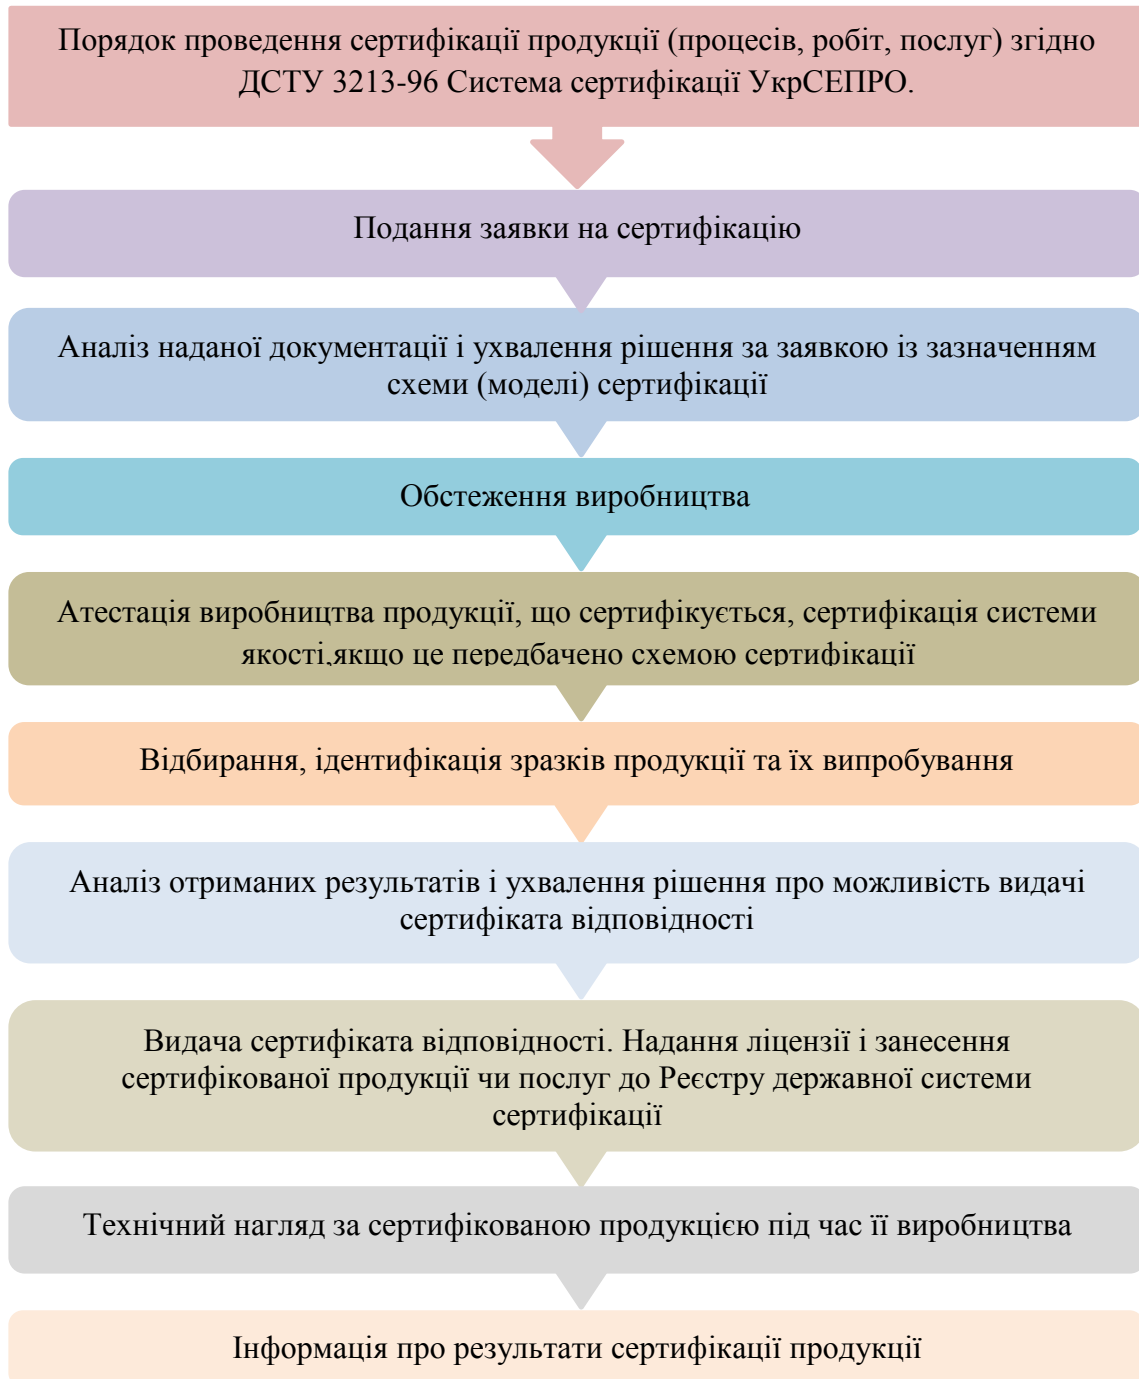 Порядок проведення сертифікації продукції (процесів, робіт, послуг) згідно
ДСТУ 3213-96 Система сертифікації УкрСЕПРО.
Подання заявки на сертифікацію
Аналіз наданої документації і ухвалення рішення за заявкою із зазначенням
схеми (моделі) сертифікації
Обстеження виробництва
Атестація виробництва продукції, що сертифікується, сертифікація системи
якості,якщо це передбачено схемою сертифікації
Відбирання, ідентифікація зразків продукції та їх випробування
Аналіз отриманих результатів і ухвалення рішення про можливість видачі
сертифіката відповідності
Видача сертифіката відповідності. Надання ліцензії і занесення
сертифікованої продукції чи послуг до Реєстру державної системи
сертифікації
Технічний нагляд за сертифікованою продукцією під час її виробництва
Інформація про результати сертифікації продукції